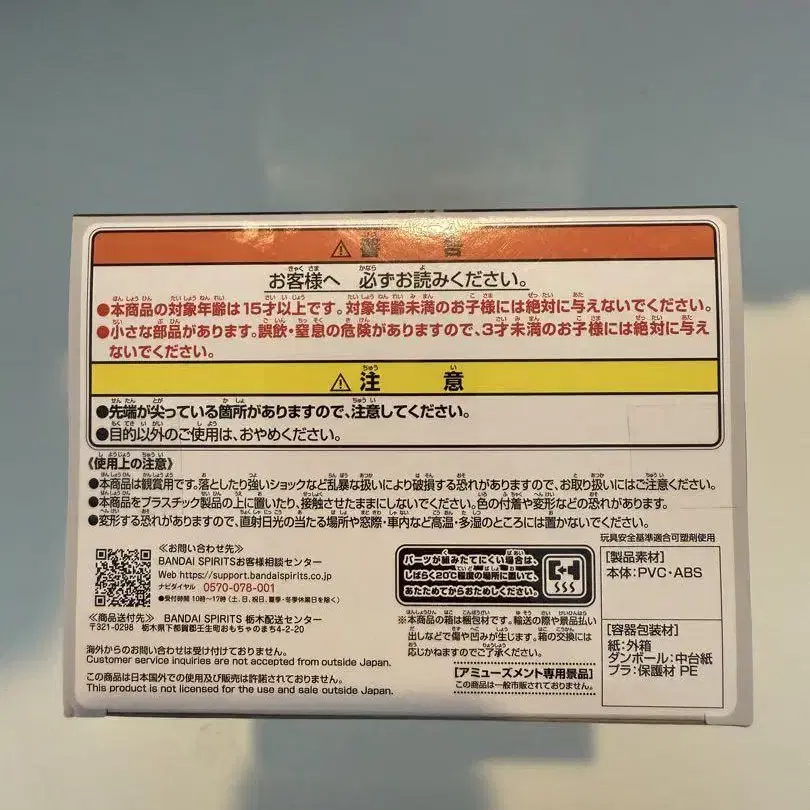 ⚠警 告
お客様へ 必ずお読みください。
●本商品の対象年齢は15才以上です。対象年齢未満のお子様には絶対に与えないでください。
●小さな部品があります。誤飲・窒息の危険がありますので、3才未満のお子様には絶対に与え
ないでください。
⚠注 意
●先端が尖っている箇所がありますので、注意してください。
●目的以外のご使用は、おやめください。
《使用上の注意》
●本商品は観賞用です。落としたり強いショックなど乱暴な扱いにより破損する恐れがありますので、お取り扱いにはご注意ください。
●本商品をプラスチック製品の上に置いたり、接触させたままにしないでください。色の付着や変形などの恐れがあります。
●変形する恐れがありますので、直射日光の当たる場所や窓際・車内など高温・多湿のところには置かないでください。
玩具安全基準適合可塑剤使用
≪お問い合わせ先≫
BANDAI SPIRITSお客様相談センター
Web https://support.bandaispirits.co.jp
ナビダイヤル 0570-078-001
●受付時間 10時〜17時(土、日、祝日、夏季・冬季休業日を除く)
≪商品送付先≫ BANDAI SPIRITS 栃木配送センター
〒321-0298 栃木県下都賀郡壬生町おもちゃのまち4-2-20
海外からのお問い合わせは受け付けておりません。
Customer service inquiries are not accepted from outside Japan.
この商品は日本国外での使用及び販売は許諾しておりません。
This product is not licensed for the use and sale outside Japan.
パーツが組みたてにくい場合は、
しばらく20℃程度の場所に置いて、
あたためてからおためしください。
※本商品の箱は梱包材です。輸送の際や景品払い
出しなどで傷や凹みが生じます。箱の交換には
応じかねますのでご了承ください。
[アミューズメント専用景品]
この商品は一般市販されておりません。
[製品素材]
本体:PVC・ABS
[容器包装材]
紙:外箱
ダンボール:中台紙
プラ:保護材 PE